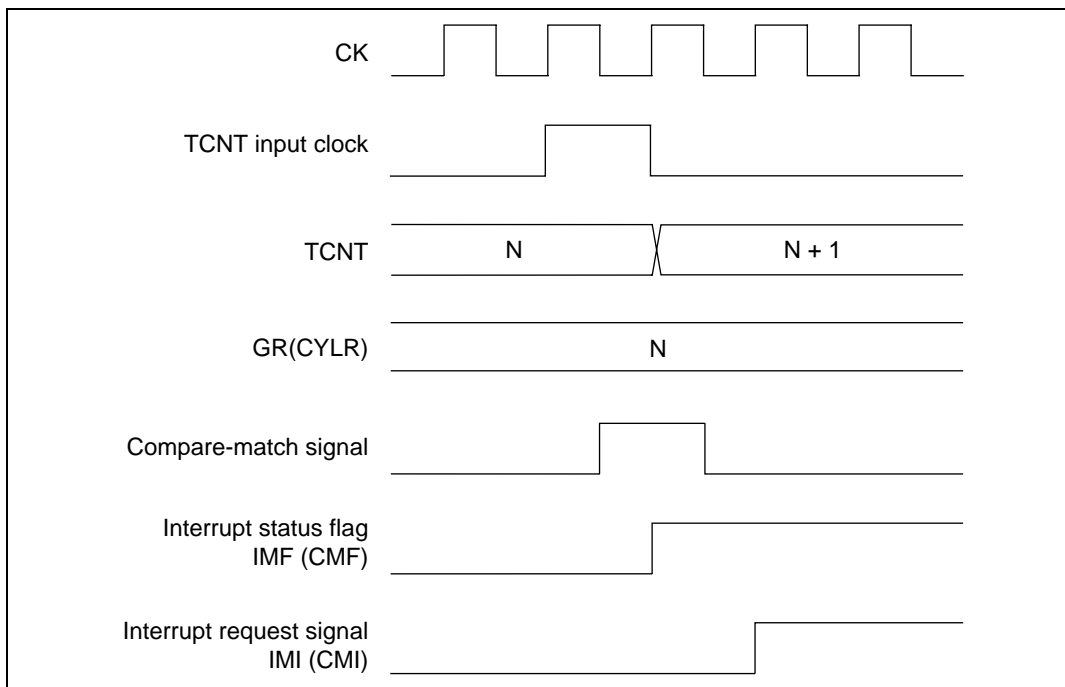 CK
TCNT input clock
TCNT
N
N + 1
GR(CYLR)
N
Compare-match signal
Interrupt status flag
IMF (CMF)
Interrupt request signal
IMI (CMI)